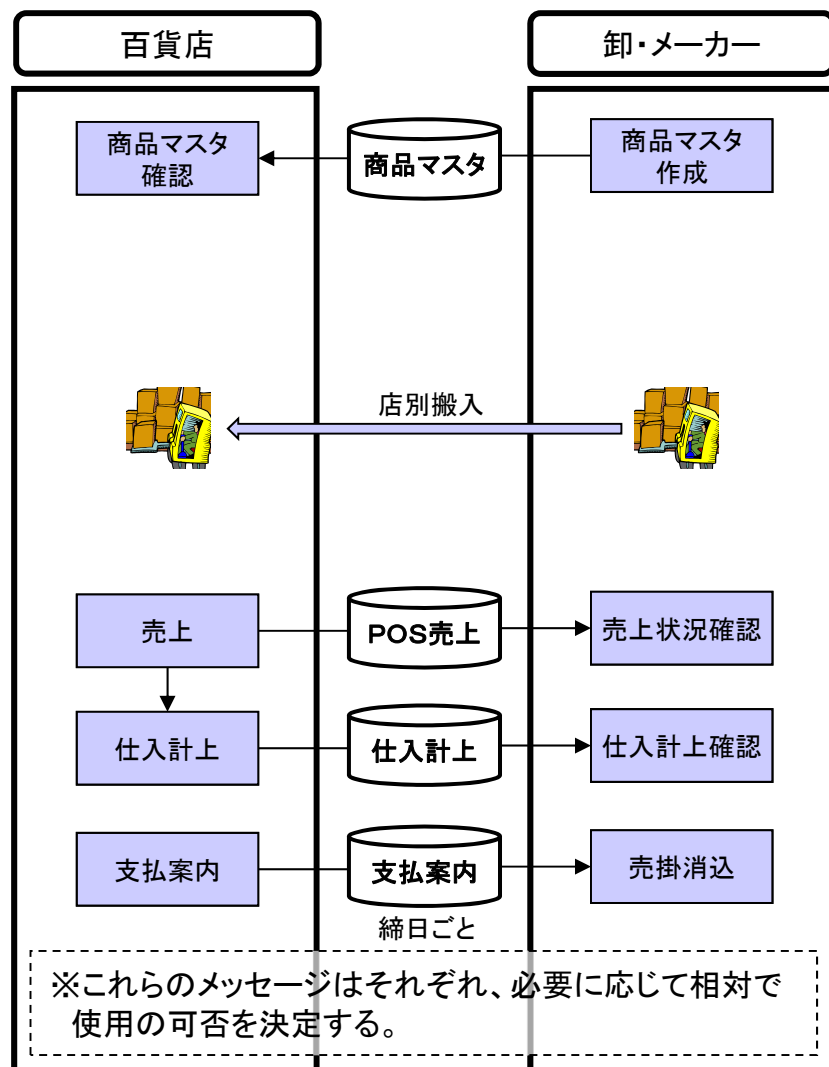 百貨店
卸・メーカー
商品マスタ
確認
商品マスタ
商品マスタ
作成
店別搬入
売上
POS売上
売上状況確認
仕入計上
仕入計上
仕入計上確認
支払案内
支払案内
売掛消込
締日ごと
※これらのメッセージはそれぞれ、必要に応じて相対で
使用の可否を決定する。